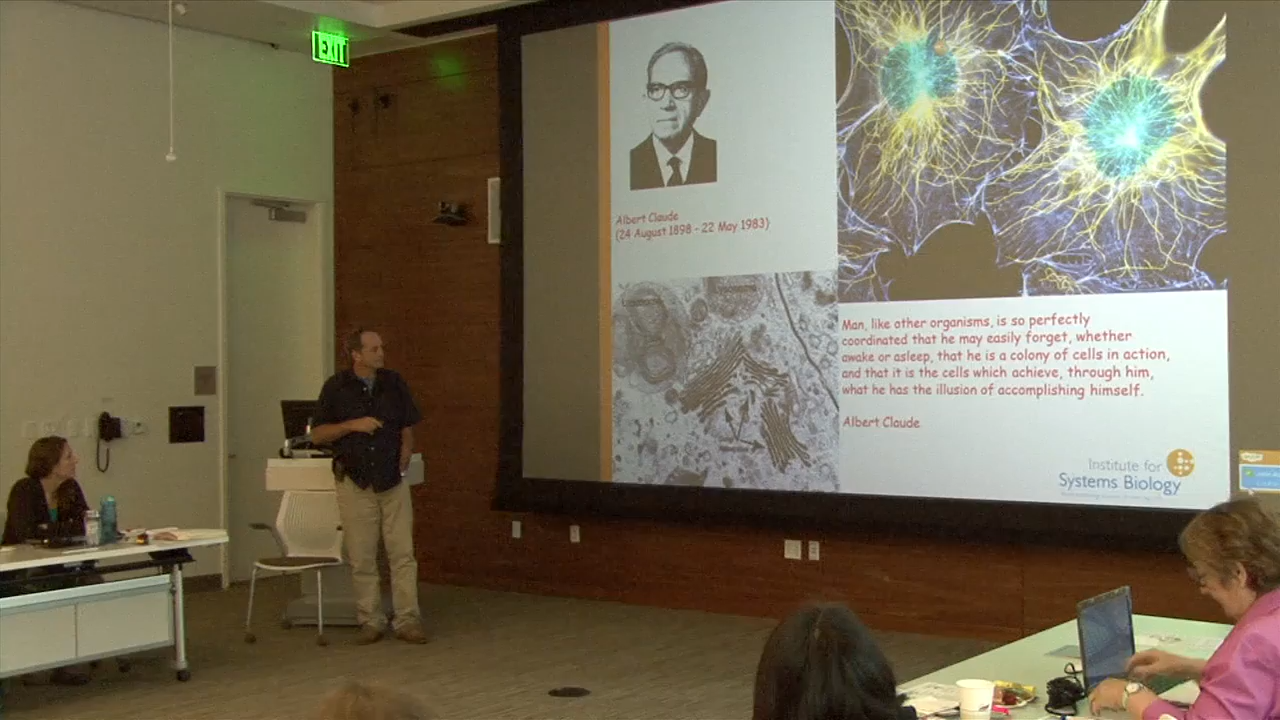 EXIT
Albert Claude
(24 August 1898 - 22 May 1983)
Man, like other organisms, is so perfectly
coordinated that he may easily forget, whether
awake or asleep, that he is a colony of cells in action,
and that it is the cells which achieve, through him,
what he has the illusion of accomplishing himself.
Albert Claude
Institute for
Systems Biology